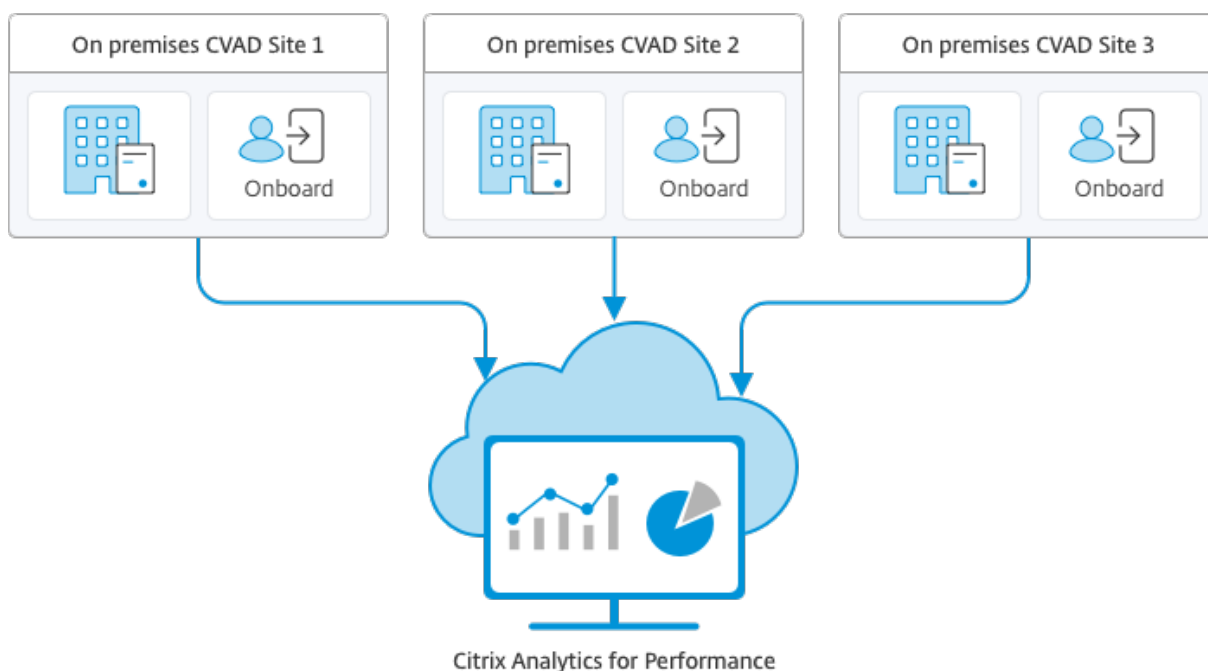 On premises CVAD Site 1
On premises CVAD Site 2
On premises CVAD Site 3
Onboard
Onboard
Onboard
Citrix Analytics for Performance